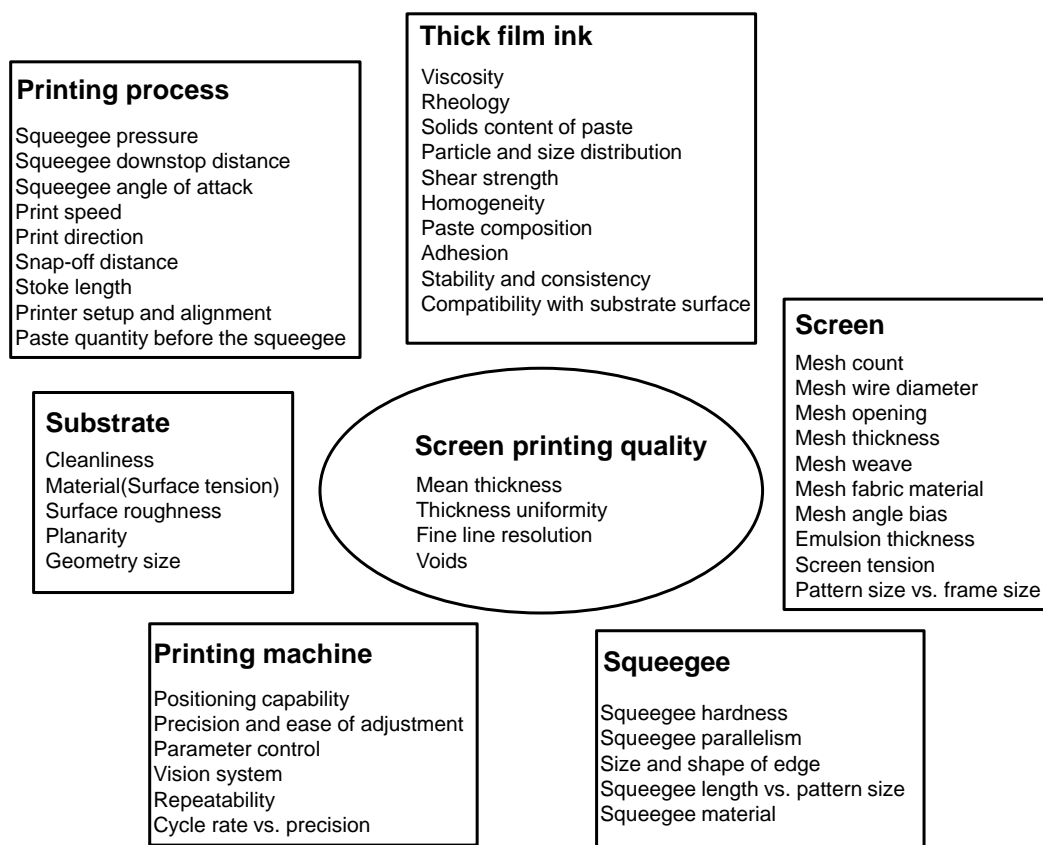 Thick film ink
Viscosity
Rheology
Solids content of paste
Particle and size distribution
Shear strength
Homogeneity
Paste composition
Adhesion
Stability and consistency
Compatibility with substrate surface
Printing process
Squeegee pressure
Squeegee downstop distance
Squeegee angle of attack
Print speed
Print direction
Snap-off distance
Stoke length
Printer setup and alignment
Paste quantity before the squeegee
Screen
Mesh count
Mesh wire diameter
Mesh opening
Mesh thickness
Mesh weave
Mesh fabric material
Mesh angle bias
Emulsion thickness
Screen tension
Pattern size vs. frame size
Substrate
Cleanliness
Material(Surface tension)
Surface roughness
Planarity
Geometry size
Screen printing quality
Mean thickness
Thickness uniformity
Fine line resolution
Voids
Printing machine
Positioning capability
Precision and ease of adjustment
Parameter control
Vision system
Repeatability
Cycle rate vs. precision
Squeegee
Squeegee hardness
Squeegee parallelism
Size and shape of edge
Squeegee length vs. pattern size
Squeegee material